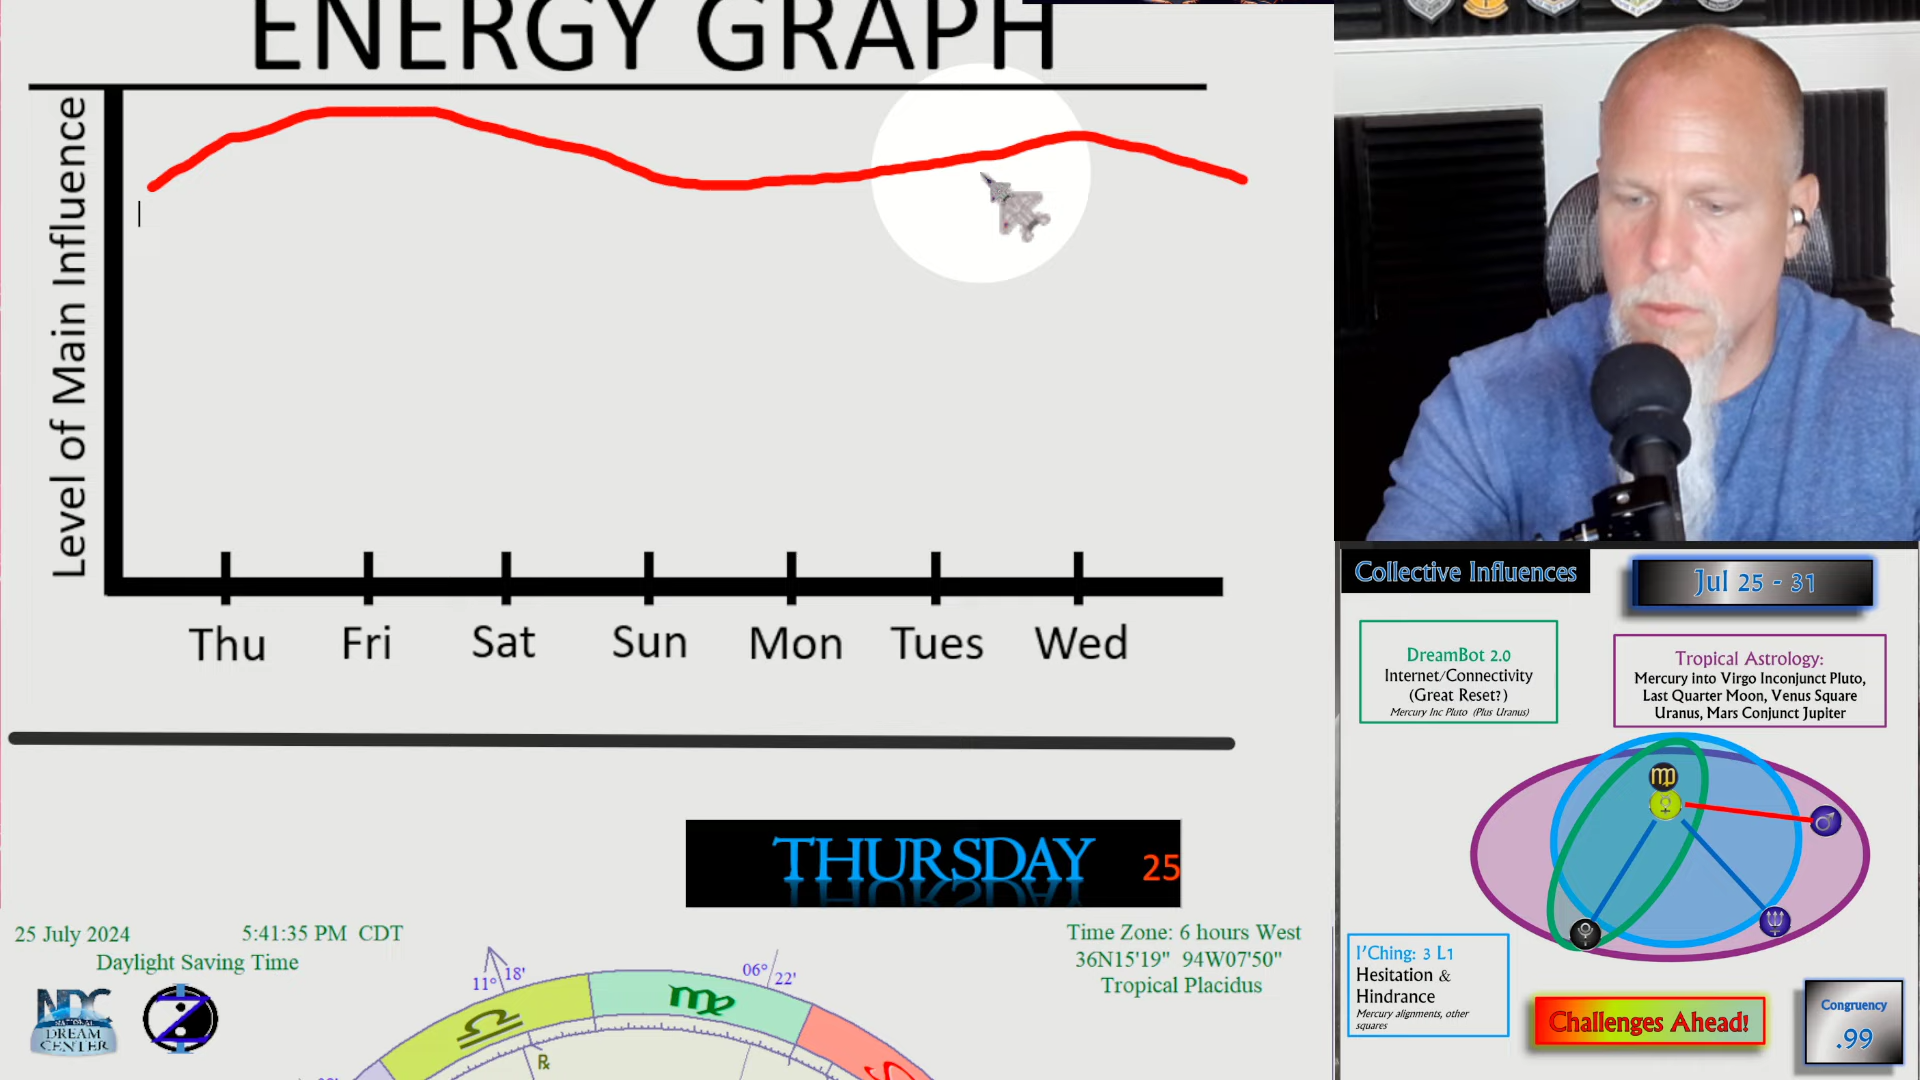 ENERGY GRAPH
Level of Main Influence
Thu Fri Sat Sun Mon Tues Wed
THURSDAY 25
25 July 2024 5:41:35 PM CDT
Daylight Saving Time
Time Zone: 6 hours West
36N15'19" 94W07'50"
Tropical Placidus
11° 18'
06° 22'
NDC
NATIONAL
DREAM
CENTER
Collective Influences
Jul 25 - 31
DreamBot 2.0
Internet/Connectivity
(Great Reset?)
Mercury Inc Pluto (Plus Uranus)
Tropical Astrology:
Mercury into Virgo Inconjunct Pluto,
Last Quarter Moon, Venus Square
Uranus, Mars Conjunct Jupiter
I'Ching: 3 L1
Hesitation &
Hindrance
Mercury alignments, other
squares
Challenges Ahead!
Congruency
.99